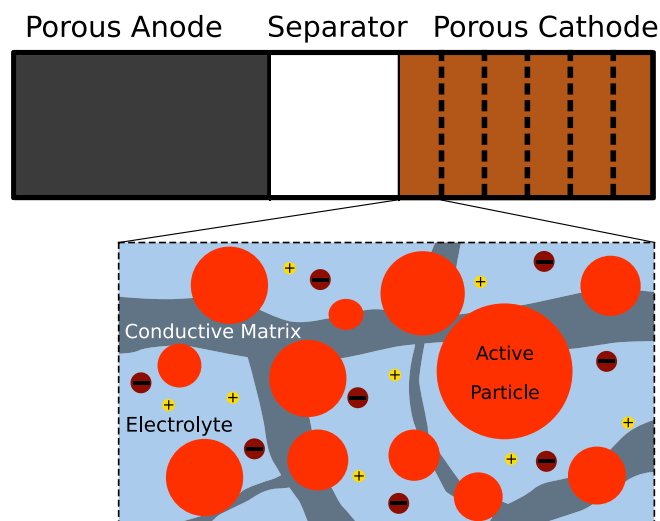 Porous Anode
Separator
Porous Cathode
Conductive Matrix
Active
Particle
Electrolyte